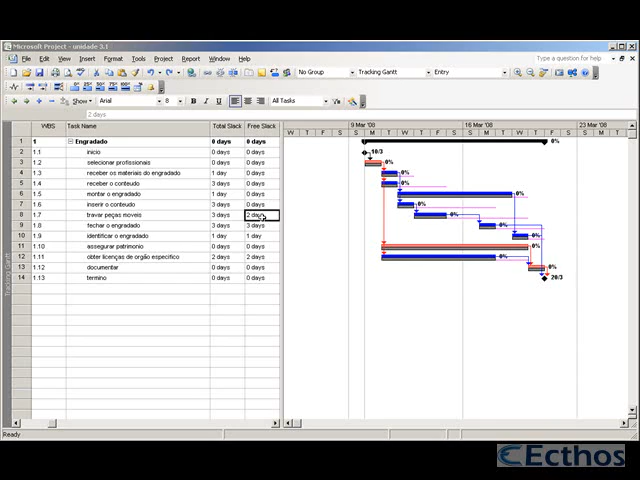 Microsoft Project - unidade 3.1
File Edit View Insert Format Tools Project Report Window Help
Type a question for help
No Group Tracking Gantt Entry
Show Arial 8 B I U All Tasks
2 days
WBS Task Name Total Slack Free Slack
9 Mar '08 16 Mar '08 23 Mar '08
W T F S S M T W T F S S M T W T F S S M T W
1 1 Engradado 0 days 0 days 0%
2 1.1 inicio 0 days 0 days 10/3
3 1.2 selecionar profissionais 0 days 0 days 0%
4 1.3 receber os materiais do engradado 1 day 0 days 0%
5 1.4 receber o conteudo 3 days 0 days 0%
6 1.5 montar o engradado 1 day 0 days 0%
7 1.6 inserir o conteudo 3 days 0 days 0%
8 1.7 travar peças moveis 3 days 2 days 0%
9 1.8 fechar o engradado 3 days 3 days 0%
10 1.9 identificar o engradado 1 day 1 day 0%
11 1.10 assegurar patrimonio 0 days 0 days 0%
12 1.11 obter licenças de orgão especifico 2 days 2 days 0%
13 1.12 documentar 0 days 0 days 0%
14 1.13 termino 0 days 0 days 20/3
Tracking Gantt
Ready
Ecthos